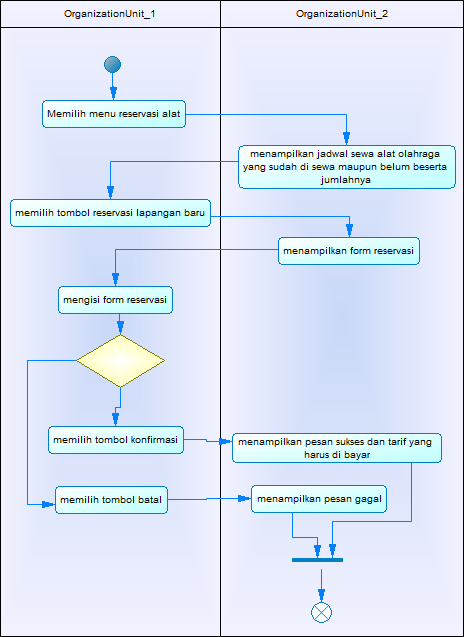 OrganizationUnit_1
OrganizationUnit_2
Memilih menu reservasi alat
menampilkan jadwal sewa alat olahraga
yang sudah di sewa maupun belum beserta
jumlahnya
memilih tombol reservasi lapangan baru
menampilkan form reservasi
mengisi form reservasi
memilih tombol konfirmasi
menampilkan pesan sukses dan tarif yang
harus di bayar
memilih tombol batal
menampilkan pesan gagal